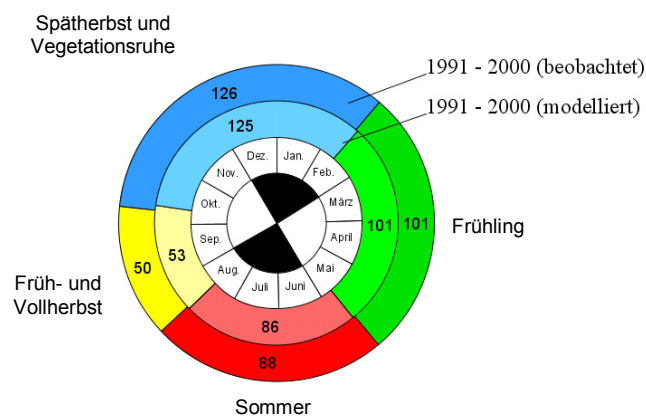 Spätherbst und
Vegetationsruhe
1991 - 2000 (beobachtet)
1991 - 2000 (modelliert)
126
125
Dez.
Jan.
Nov.
Feb.
Okt.
März
Sep.
April
Aug.
Mai
Juli
Juni
101
101
Frühling
53
50
Früh- und
Vollherbst
86
88
Sommer